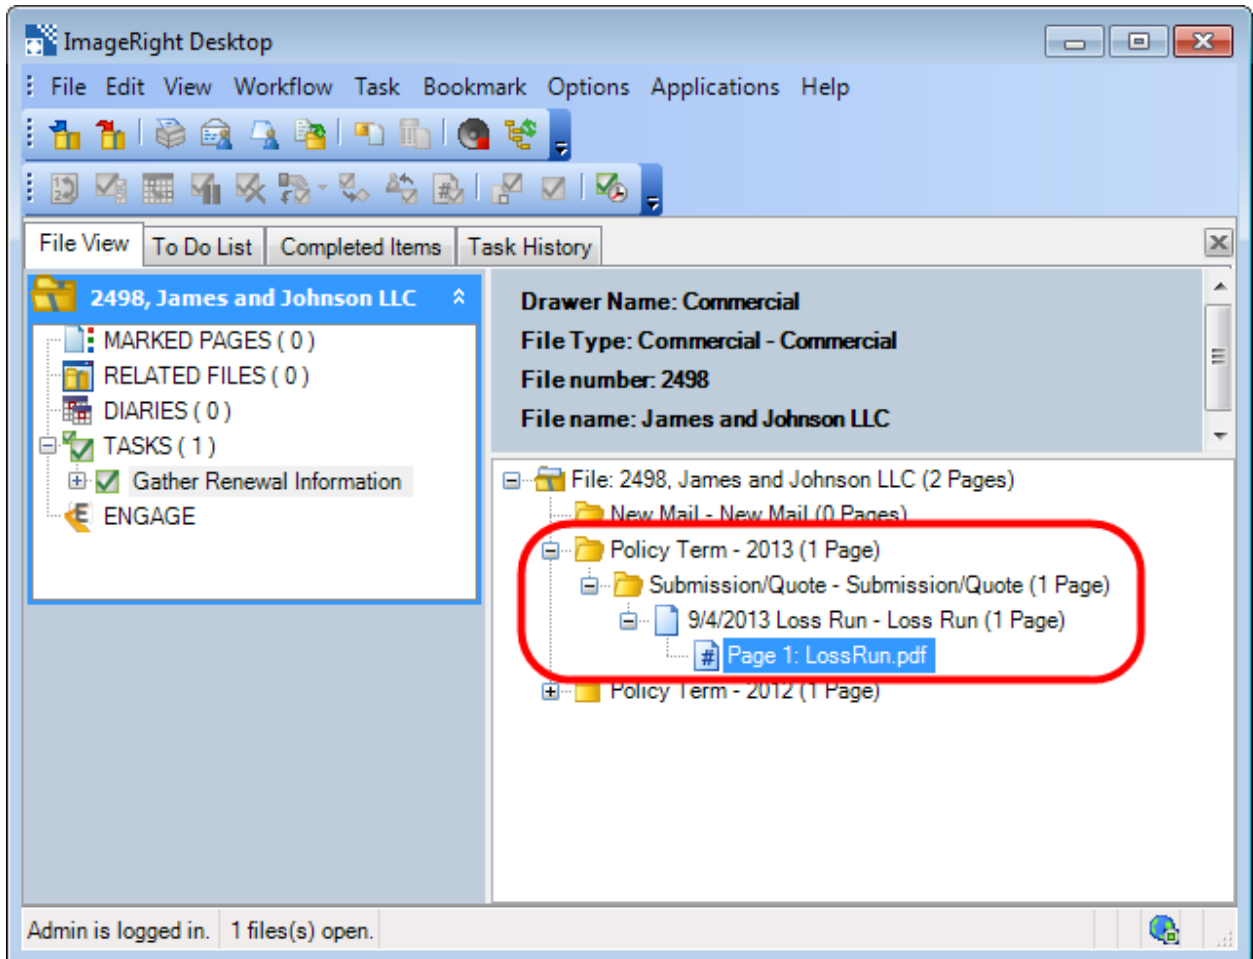 ImageRight Desktop
File Edit View Workflow Task Bookmark Options Applications Help
File View To Do List Completed Items Task History
2498, James and Johnson LLC
MARKED PAGES ( 0 )
RELATED FILES ( 0 )
DIARIES ( 0 )
TASKS ( 1 )
Gather Renewal Information
ENGAGE
Drawer Name: Commercial
File Type: Commercial - Commercial
File number: 2498
File name: James and Johnson LLC
File: 2498, James and Johnson LLC (2 Pages)
New Mail - New Mail (0 Pages)
Policy Term - 2013 (1 Page)
Submission/Quote - Submission/Quote (1 Page)
9/4/2013 Loss Run - Loss Run (1 Page)
# Page 1: LossRun.pdf
Policy Term - 2012 (1 Page)
Admin is logged in. 1 files(s) open.